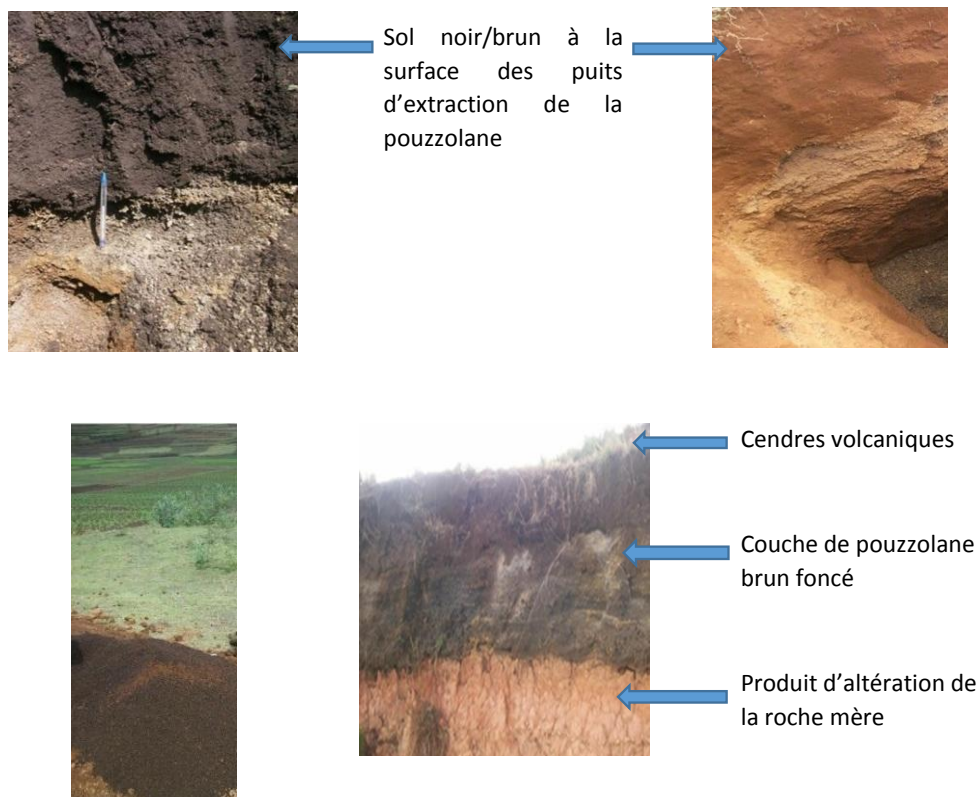 Sol noir/brun à la
surface des puits
d’extraction de la
pouzzolane
Cendres volcaniques
Couche de pouzzolane
brun foncé
Produit d’altération de
la roche mère